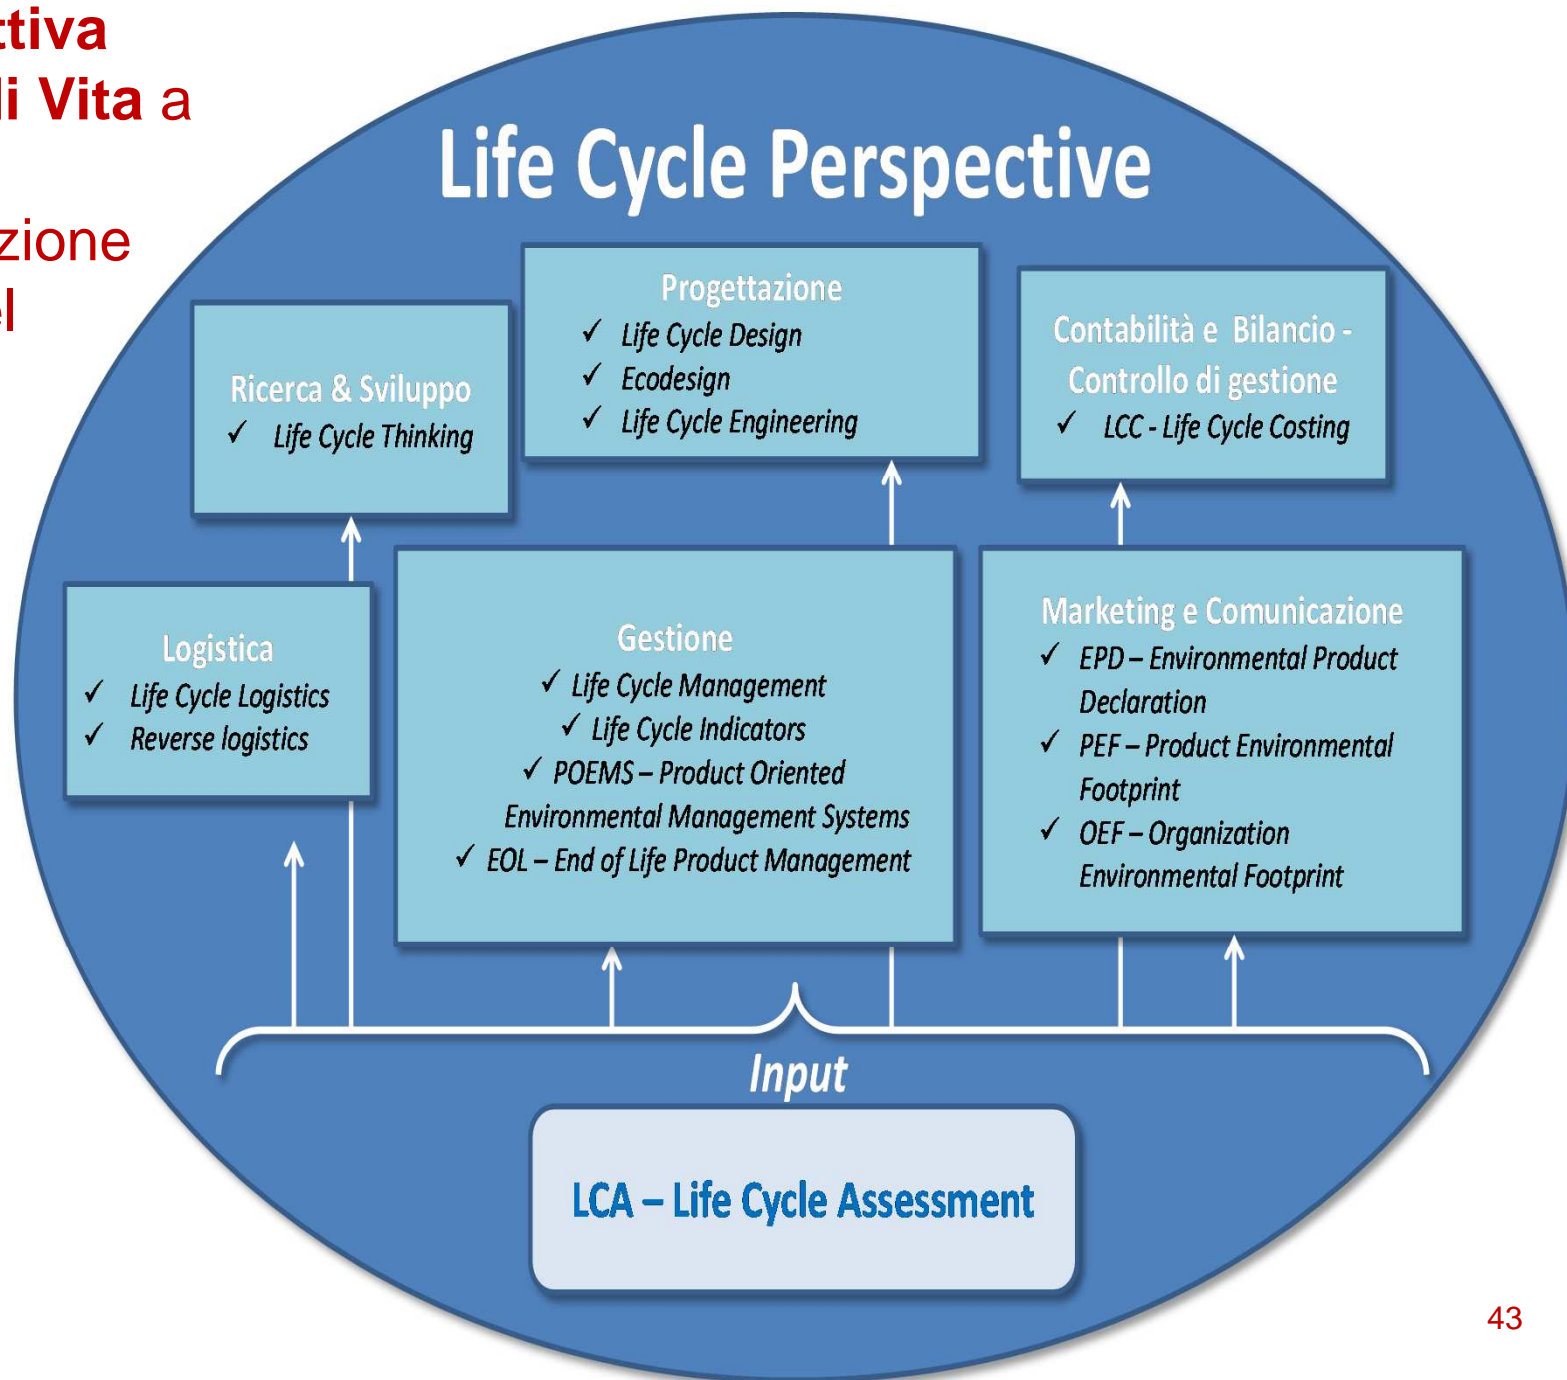 ttiva
li Vita a
zione
el
Life Cycle Perspective
Ricerca & Sviluppo
✓ Life Cycle Thinking
Progettazione
✓ Life Cycle Design
✓ Ecodesign
✓ Life Cycle Engineering
Contabilità e Bilancio -
Controllo di gestione
✓ LCC - Life Cycle Costing
Logistica
✓ Life Cycle Logistics
✓ Reverse logistics
Gestione
✓ Life Cycle Management
✓ Life Cycle Indicators
✓ POEMS – Product Oriented
Environmental Management Systems
✓ EOL – End of Life Product Management
Marketing e Comunicazione
✓ EPD – Environmental Product
Declaration
✓ PEF – Product Environmental
Footprint
✓ OEF – Organization
Environmental Footprint
Input
LCA – Life Cycle Assessment
43